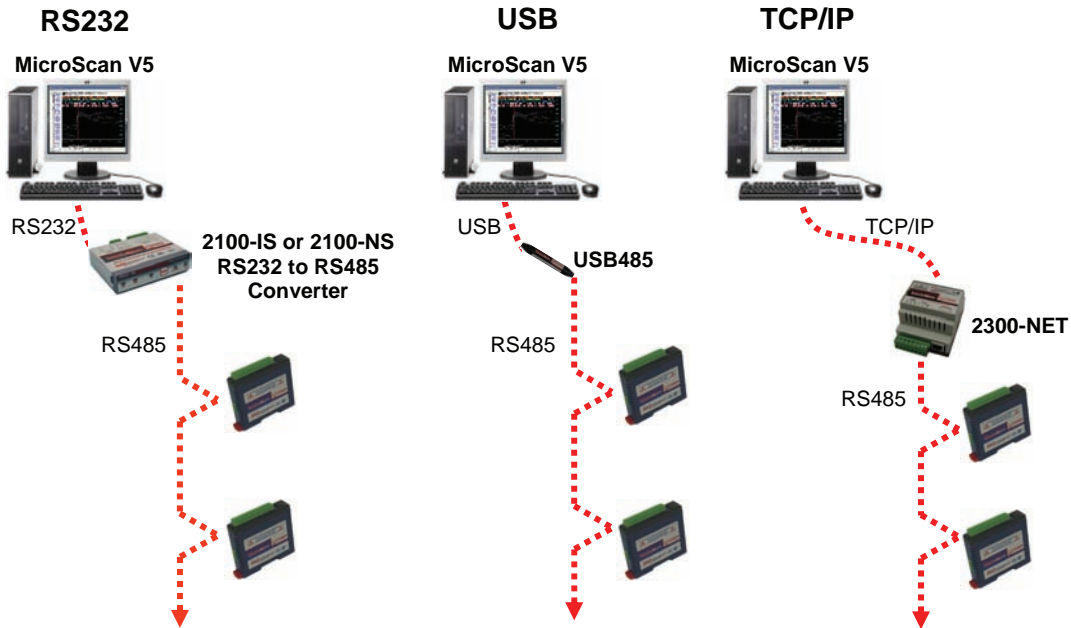 RS232
MicroScan V5
RS232
2100-IS or 2100-NS
RS232 to RS485
Converter
RS485
USB
MicroScan V5
USB
USB485
RS485
TCP/IP
MicroScan V5
TCP/IP
2300-NET
RS485